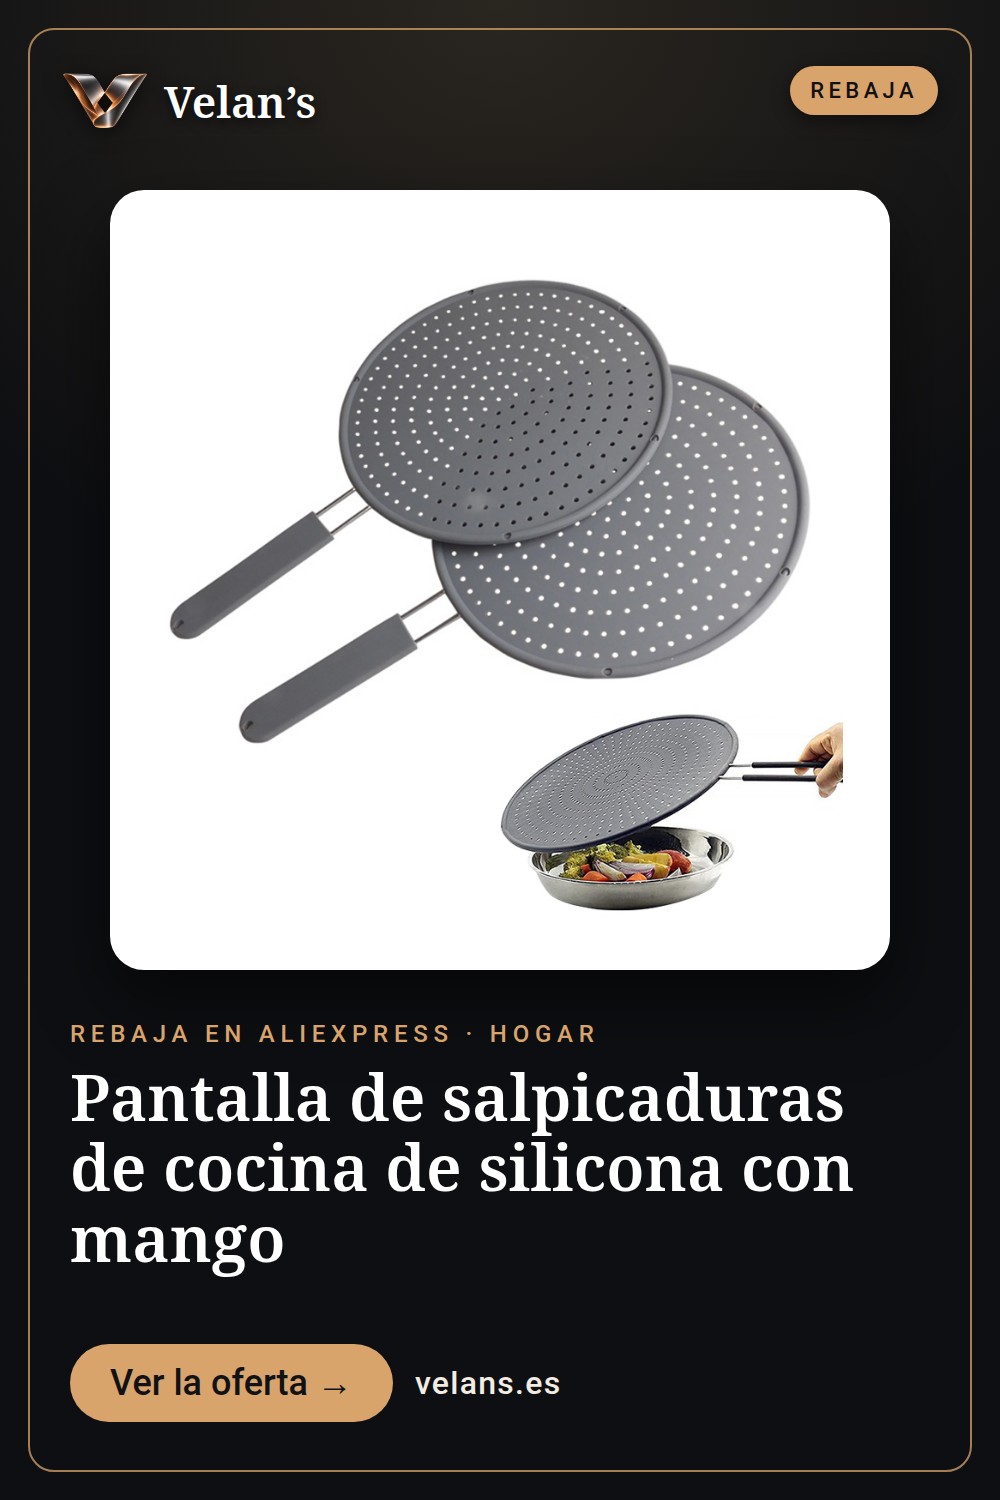 Velan’s
REBAJA
REBAJA EN ALIEXPRESS · HOGAR
Pantalla de salpicaduras
de cocina de silicona con
mango
Ver la oferta →
velans.es